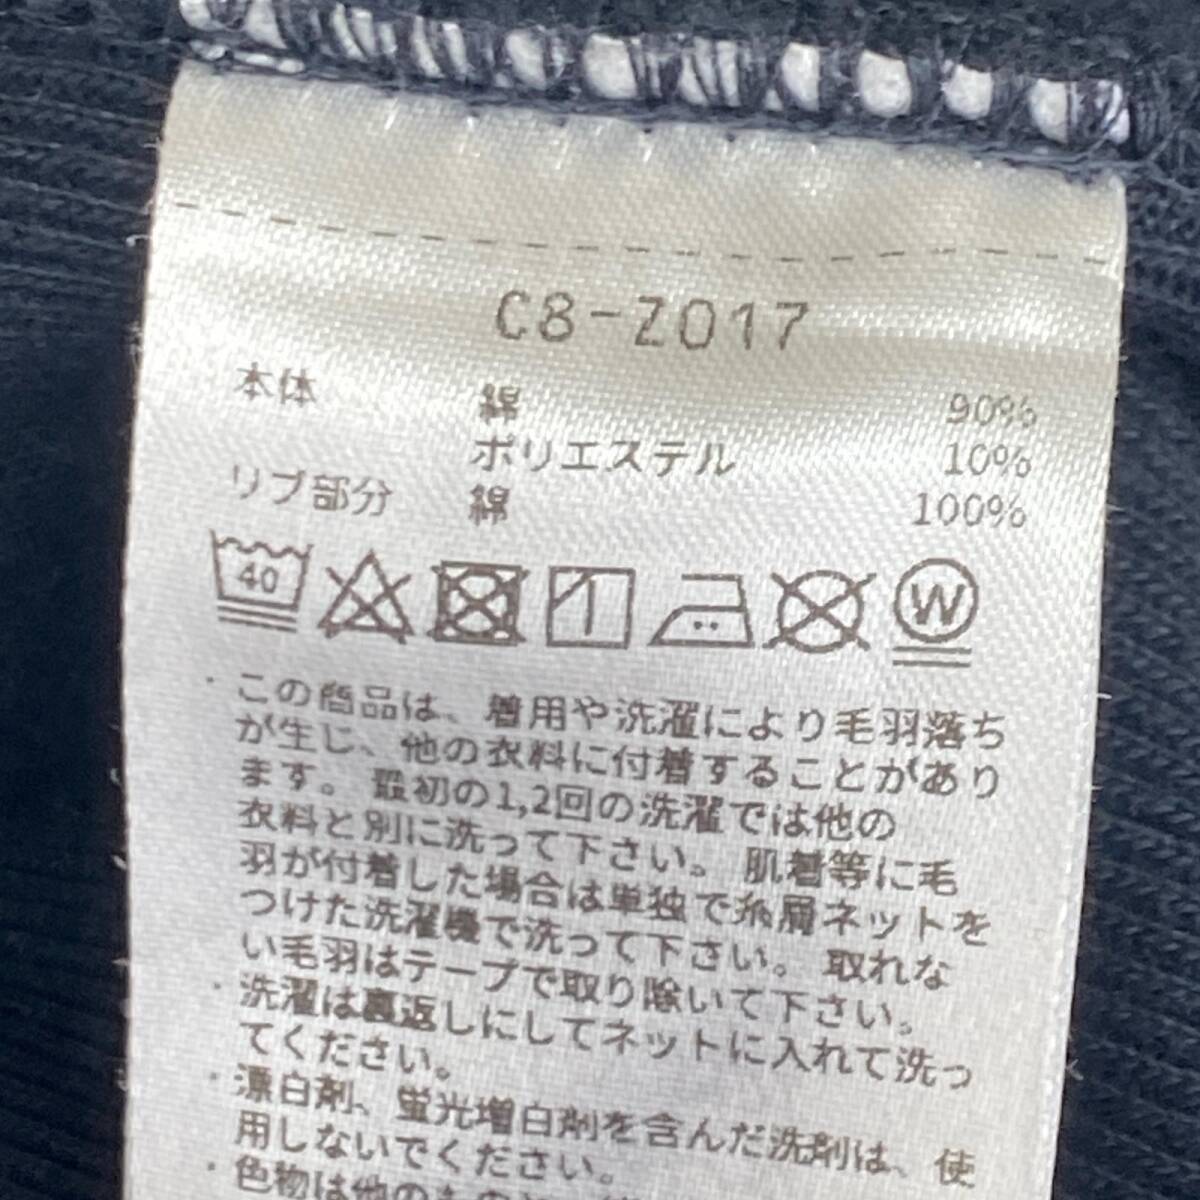 C8-Z017
本体 綿 90%
ポリエステル 10%
リブ部分 綿 100%
40 W
・この商品は、着用や洗濯により毛羽落ち
が生じ、他の衣料に付着することがあり
ます。最初の1,2回の洗濯では他の
衣料と別に洗って下さい。肌着等に毛
羽が付着した場合は単独で糸屑ネットを
つけた洗濯機で洗って下さい。取れな
い毛羽はテープで取り除いて下さい。
・洗濯は裏返しにしてネットに入れて洗っ
てください。
・漂白剤、蛍光増白剤を含んだ洗剤は、使
用しないでください。
・色物は他のものと